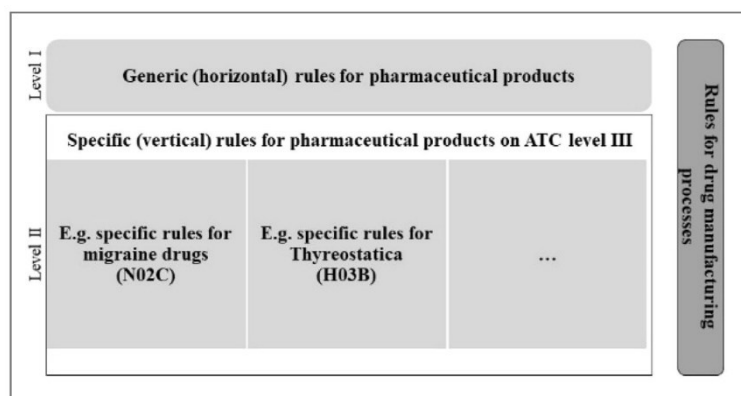 Level I
Generic (horizontal) rules for pharmaceutical products
Specific (vertical) rules for pharmaceutical products on ATC level III
Level II
E.g. specific rules for
migraine drugs
(N02C)
E.g. specific rules for
Thyreostatica
(H03B)
...
Rules for drug manufacturing
processes